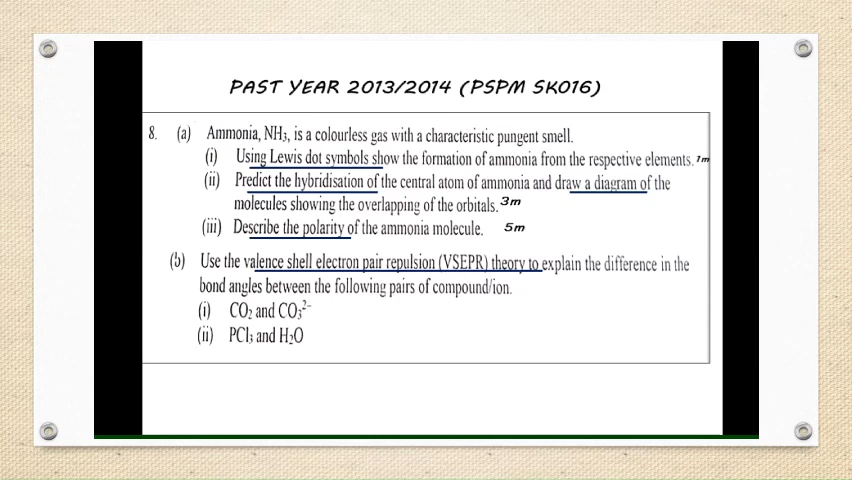 PAST YEAR 2013/2014 (PSPM SK016)
8. (a) Ammonia, NH₃, is a colourless gas with a characteristic pungent smell.
(i) Using Lewis dot symbols show the formation of ammonia from the respective elements. 1m
(ii) Predict the hybridisation of the central atom of ammonia and draw a diagram of the
molecules showing the overlapping of the orbitals. 3m
(iii) Describe the polarity of the ammonia molecule. 5m
(b) Use the valence shell electron pair repulsion (VSEPR) theory to explain the difference in the
bond angles between the following pairs of compound/ion.
(i) CO₂ and CO₃²⁻
(ii) PCl₃ and H₂O